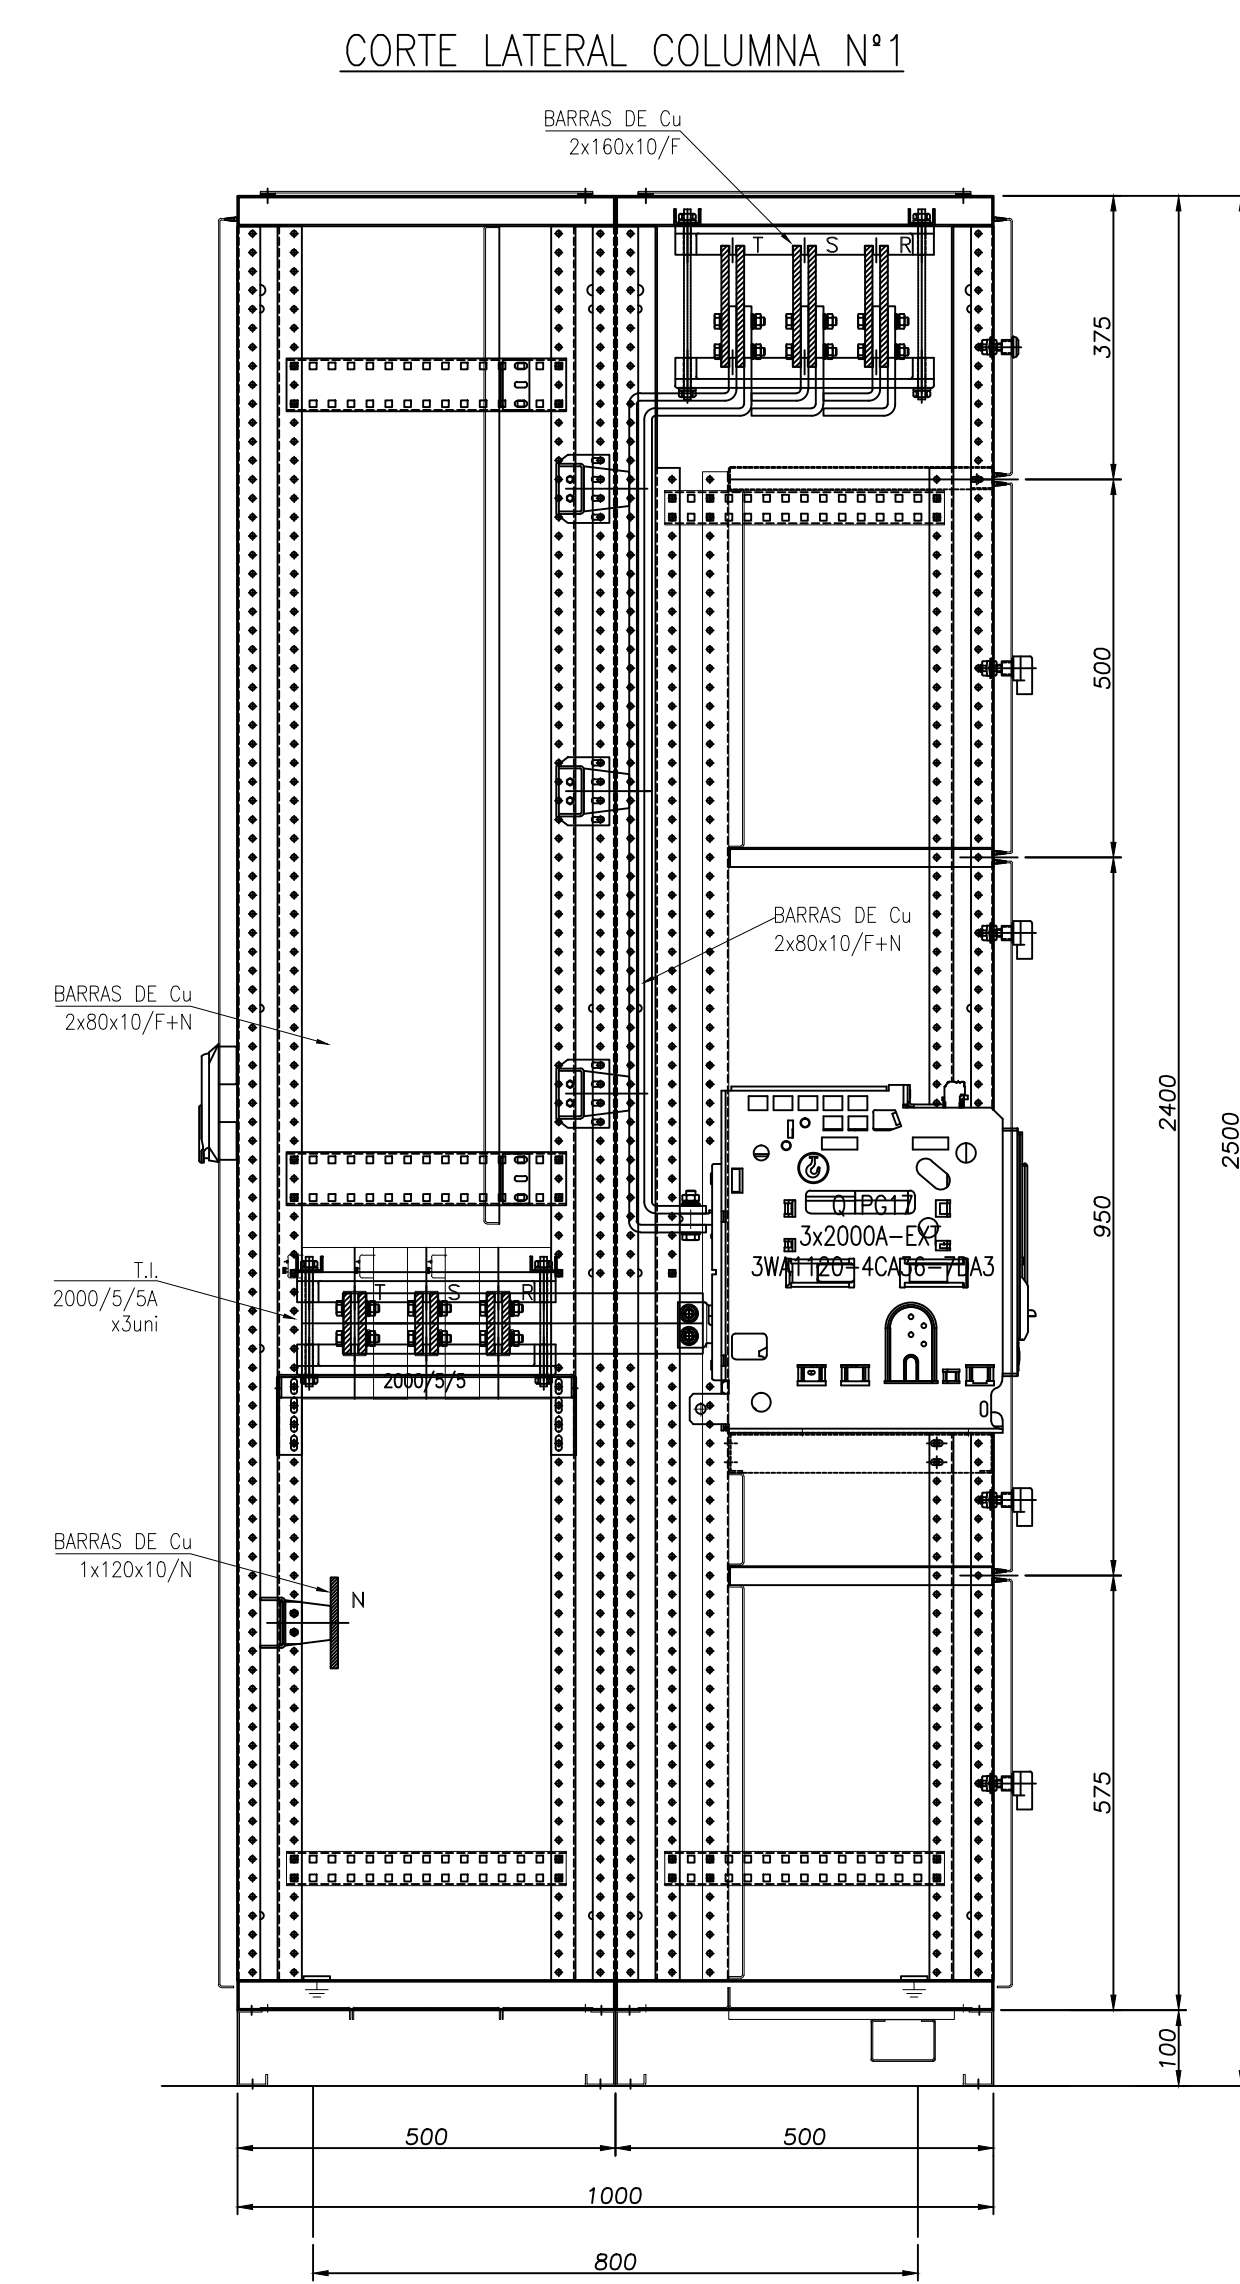 CORTE LATERAL COLUMNA Nº1
BARRAS DE Cu
2x160x10/F
T S R
375
500
BARRAS DE Cu
2x80x10/F+N
BARRAS DE Cu
2x80x10/F+N
2400
2500
950
Q1PG17
3x2000A-EXT
T.I.
2000/5/5A
x3uni
T S R
2000/5/5
BARRAS DE Cu
1x120x10/N
N
575
100
500
500
1000
800